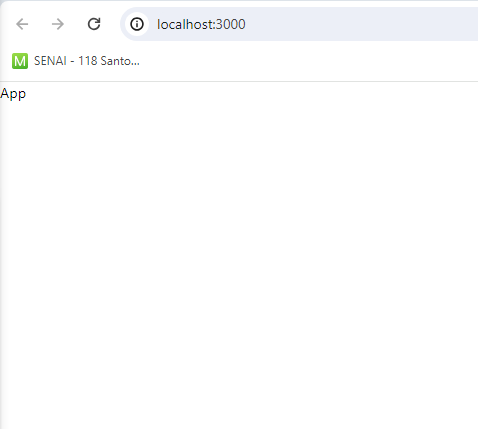 localhost:3000
M SENAI - 118 Santo...
App